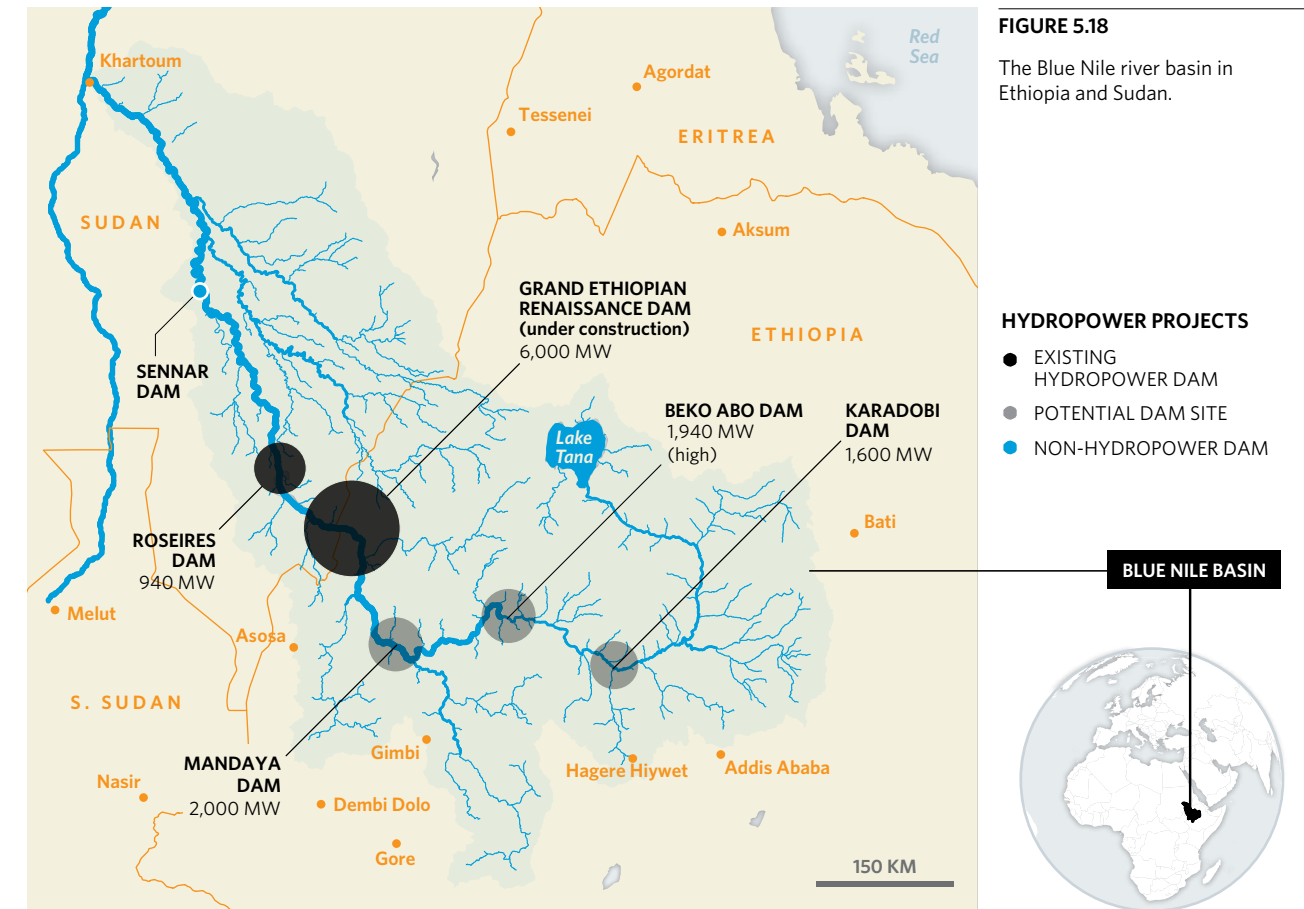 FIGURE 5.18
The Blue Nile river basin in
Ethiopia and Sudan.
Red
Sea
Khartoum
Agordat
Tessenei
ERITREA
SUDAN
Aksum
GRAND ETHIOPIAN
RENAISSANCE DAM
(under construction)
6,000 MW
ETHIOPIA
SENNAR
DAM
BEKO ABO DAM
1,940 MW
(high)
KARADOBI
DAM
1,600 MW
Lake
Tana
Bati
ROSEIRES
DAM
940 MW
Melut
Asosa
S. SUDAN
MANDAYA
DAM
2,000 MW
Gimbi
Hagere Hiywet
Addis Ababa
Nasir
Dembi Dolo
Gore
150 KM
HYDROPOWER PROJECTS
EXISTING
HYDROPOWER DAM
POTENTIAL DAM SITE
NON-HYDROPOWER DAM
BLUE NILE BASIN